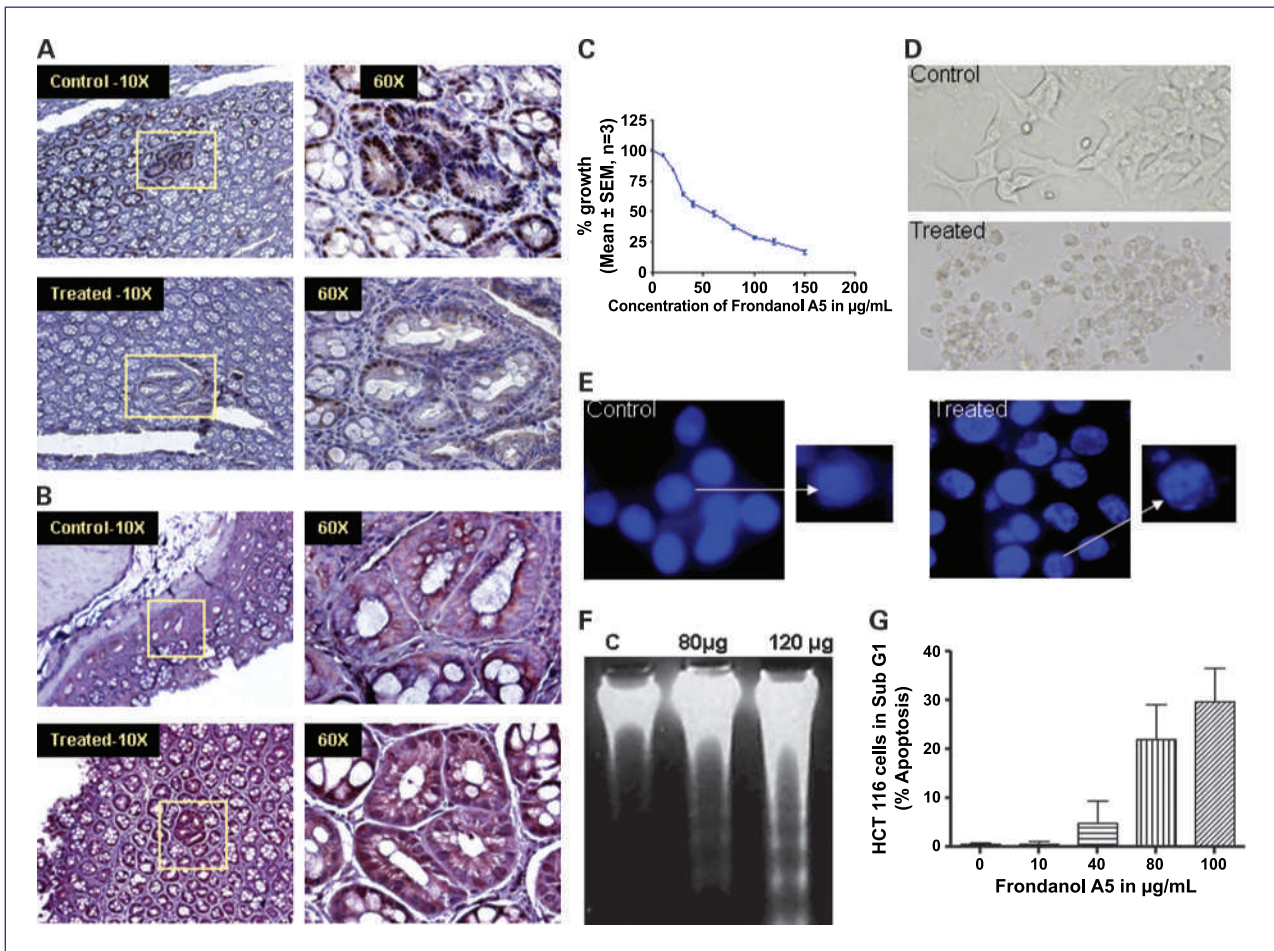 A
Control -10X
60X
Treated -10X
60X
B
Control-10X
60X
Treated-10X
60X
C
125
100
75
50
25
0
% growth
(Mean ± SEM, n=3)
0 50 100 150 200
Concentration of Frondanol A5 in µg/mL
D
Control
Treated
E
Control
Treated
F
C 80µg 120 µg
G
40
30
20
10
0
HCT 116 cells in Sub G1
(% Apoptosis)
0 10 40 80 100
Frondanol A5 in µg/mL